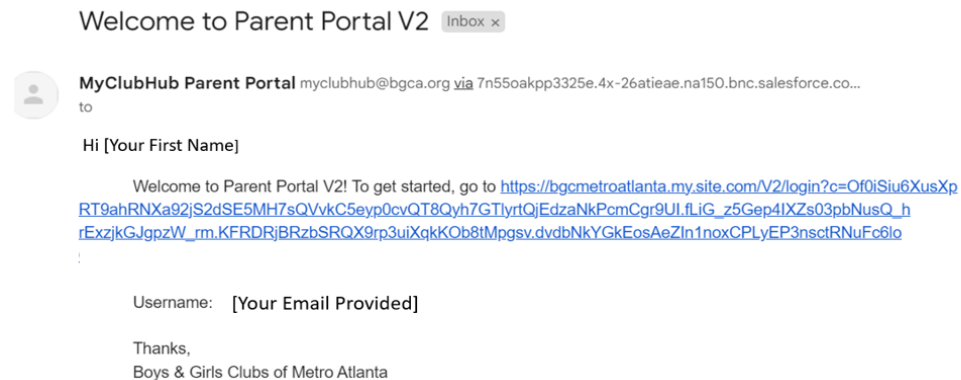 Welcome to Parent Portal V2 Inbox ×
MyClubHub Parent Portal myclubhub@bgca.org via 7n55oakpp3325e.4x-26atieae.na150.bnc.salesforce.co...
to
Hi [Your First Name]
Welcome to Parent Portal V2! To get started, go to https://bgcmetroatlanta.my.site.com/V2/login?c=Of0iSiu6XusXp
RT9ahRNXa92jS2dSE5MH7sQVvkC5eyp0cvQT8Qyh7GTlyrtQjEdzaNkPcmCgr9UI.fLiG_z5Gep4IXZs03pbNusQ_h
rExzjkGJgpzW_rm.KFRDRjBRzbSRQX9rp3uiXqkKOb8tMpgsv.dvdbNkYGkEosAeZIn1noxCPLyEP3nsctRNuFc6lo
Username: [Your Email Provided]
Thanks,
Boys & Girls Clubs of Metro Atlanta